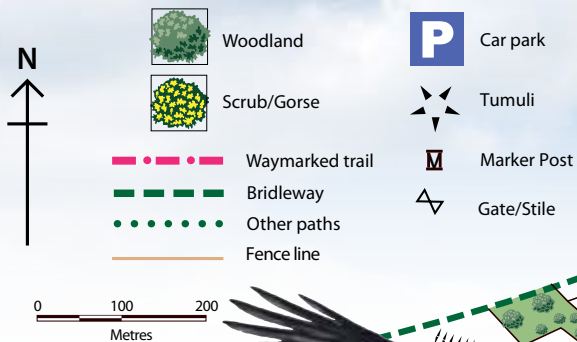 N
Woodland
Scrub/Gorse
Waymarked trail
Bridleway
Other paths
Fence line
0 100 200
Metres
P Car park
Tumuli
M Marker Post
Gate/Stile